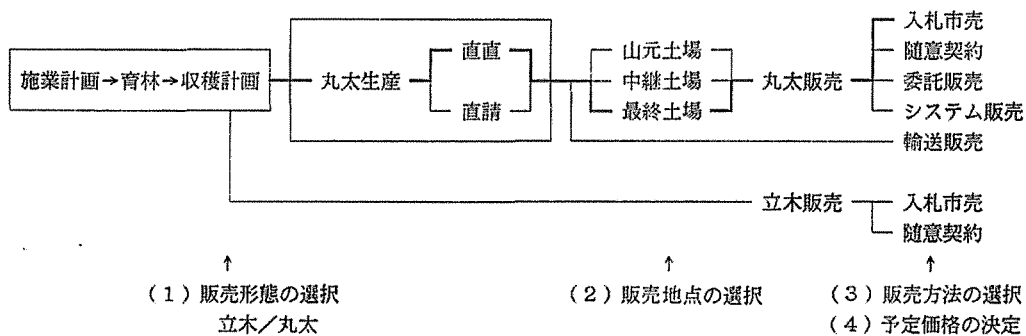 入札市売
直直
山元土場
随意契約
施業計画→育林→収穫計画
丸太生産
中継土場
丸太販売
委託販売
直請
最終土場
システム販売
輸送販売
立木販売
入札市売
随意契約
↑
↑
↑
(1)販売形態の選択
(2)販売地点の選択
(3)販売方法の選択
立木/丸太
(4)予定価格の決定